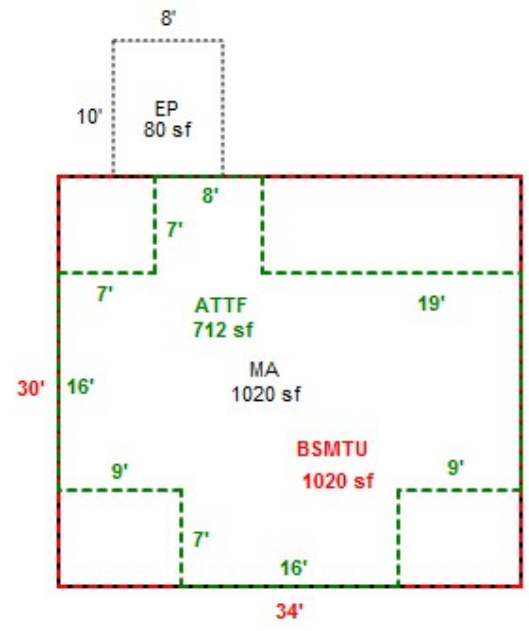 8'
10'
EP
80 sf
8'
7'
7'
19'
ATTF
712 sf
MA
1020 sf
30'
16'
BSMTU
1020 sf
9'
9'
7'
16'
34'